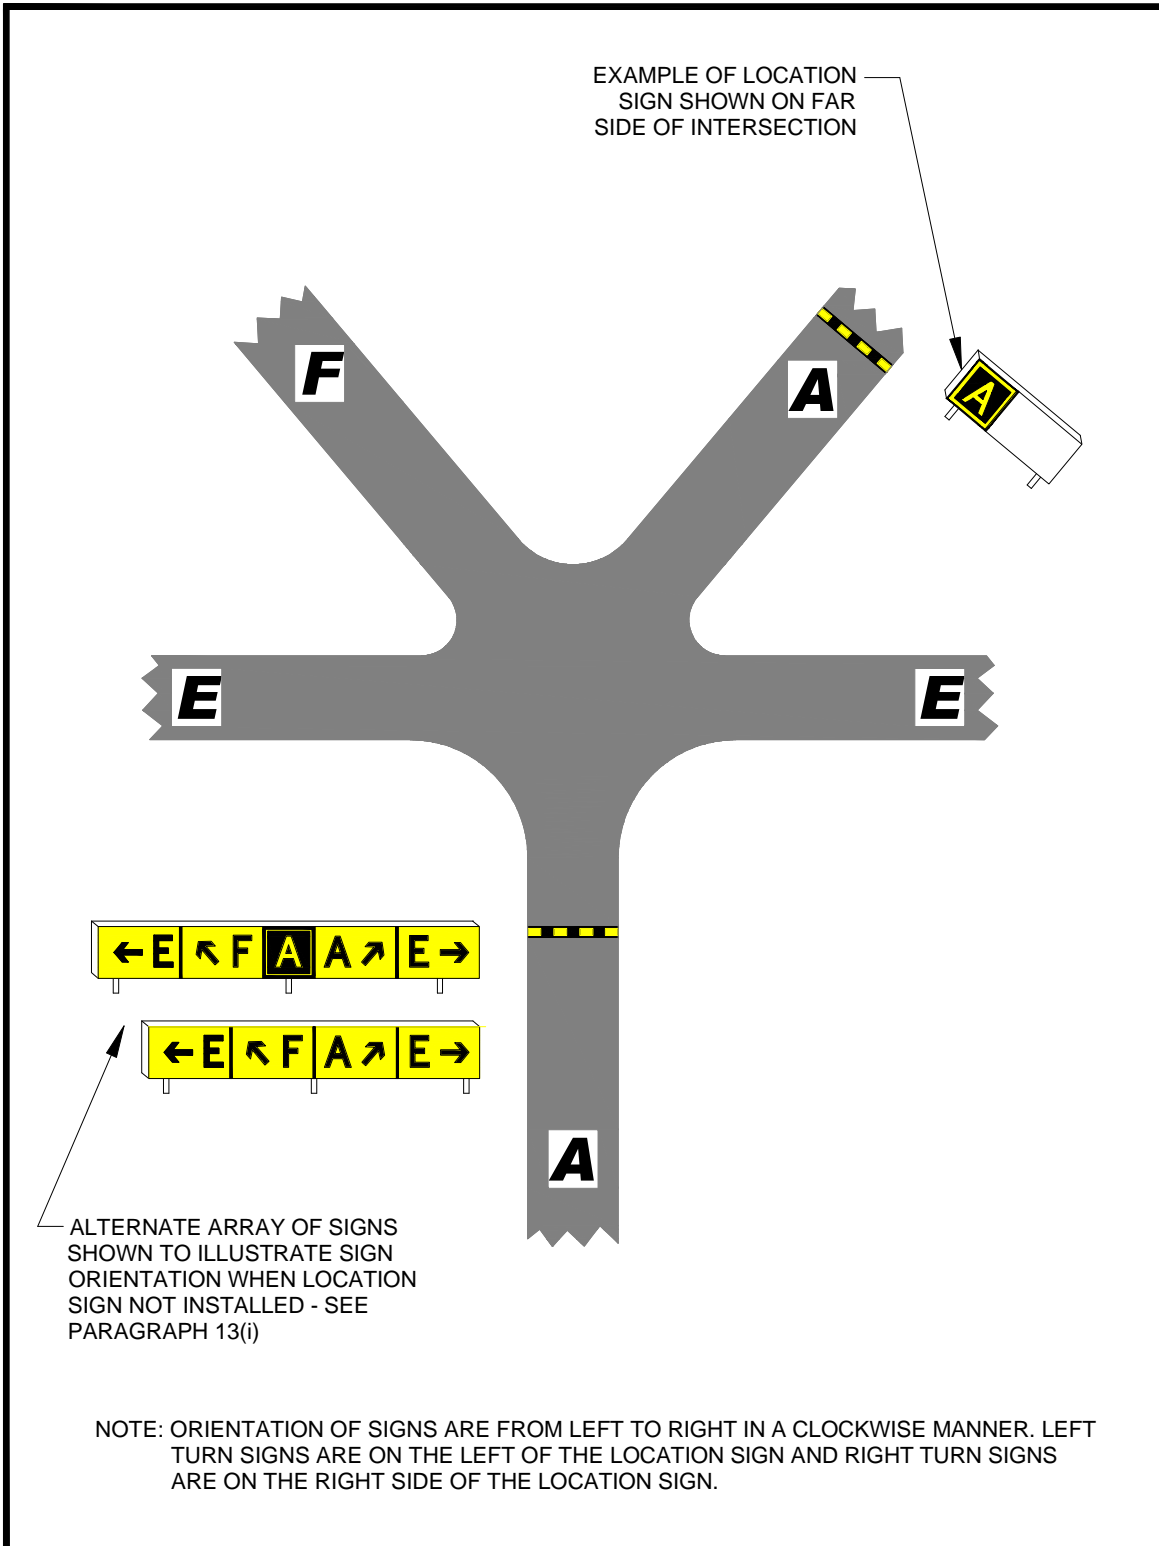 EXAMPLE OF LOCATION
SIGN SHOWN ON FAR
SIDE OF INTERSECTION
F
A
A
E
E
←E ↖F A A↗ E→
←E ↖F A↗ E→
A
ALTERNATE ARRAY OF SIGNS
SHOWN TO ILLUSTRATE SIGN
ORIENTATION WHEN LOCATION
SIGN NOT INSTALLED - SEE
PARAGRAPH 13(i)
NOTE: ORIENTATION OF SIGNS ARE FROM LEFT TO RIGHT IN A CLOCKWISE MANNER. LEFT
TURN SIGNS ARE ON THE LEFT OF THE LOCATION SIGN AND RIGHT TURN SIGNS
ARE ON THE RIGHT SIDE OF THE LOCATION SIGN.